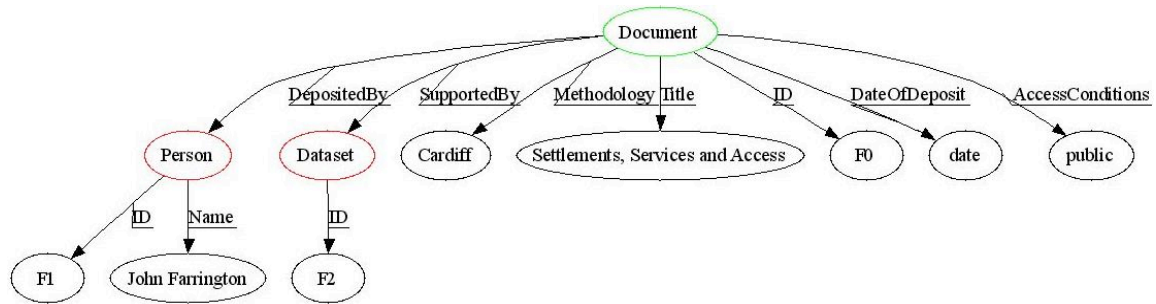 Document
DepositedBy SupportedBy Methodology Title ID DateOfDeposit AccessConditions
Person Dataset Cardiff Settlements, Services and Access F0 date public
ID Name ID
F1 John Farrington F2